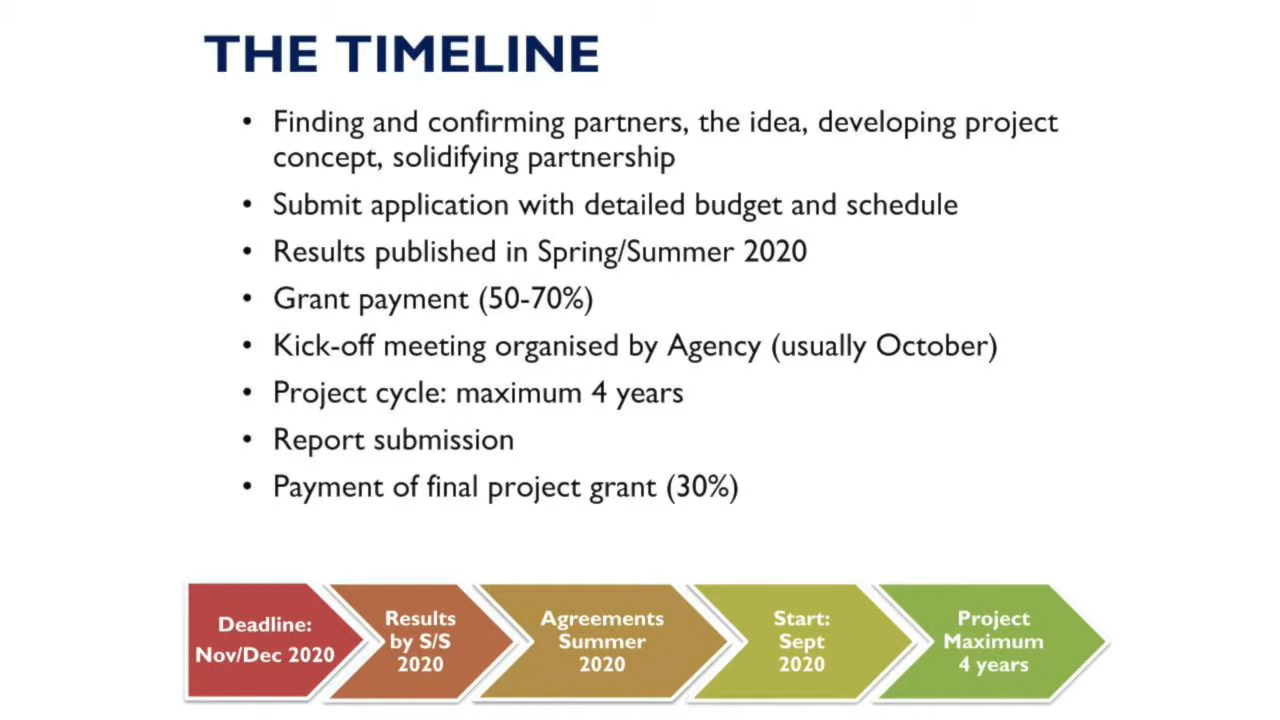 THE TIMELINE
• Finding and confirming partners, the idea, developing project
concept, solidifying partnership
• Submit application with detailed budget and schedule
• Results published in Spring/Summer 2020
• Grant payment (50-70%)
• Kick-off meeting organised by Agency (usually October)
• Project cycle: maximum 4 years
• Report submission
• Payment of final project grant (30%)
Deadline:
Nov/Dec 2020
Results
by S/S
2020
Agreements
Summer
2020
Start:
Sept
2020
Project
Maximum
4 years